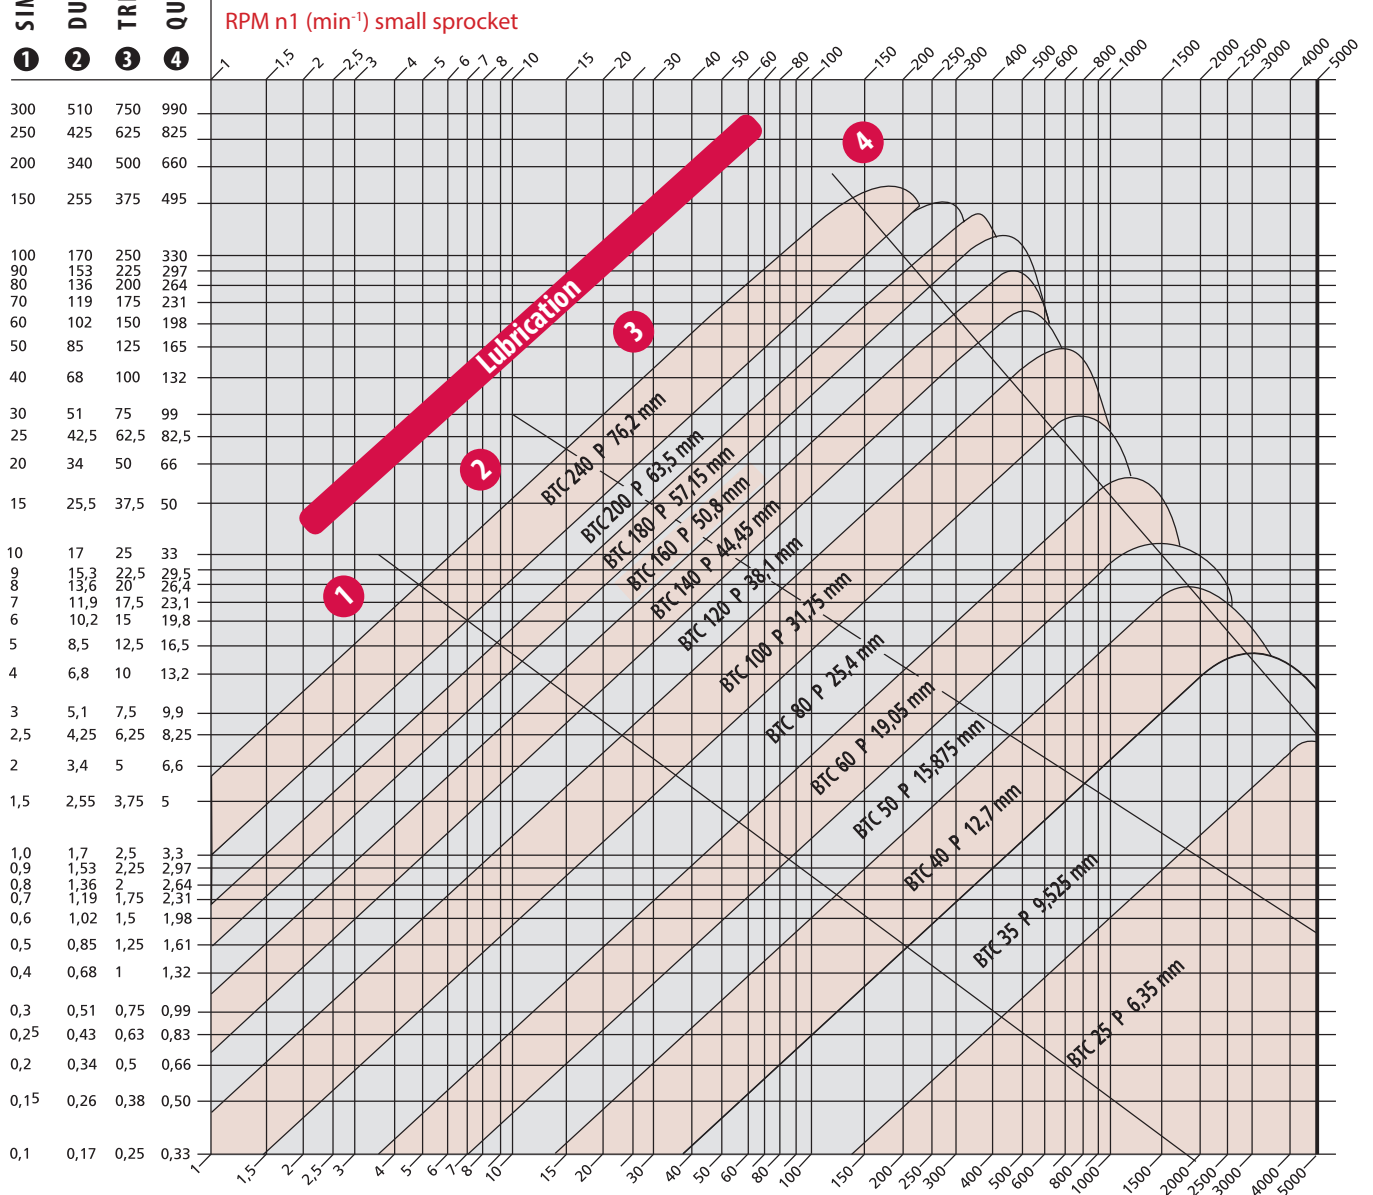 SIM
DU
TRI
QU
RPM n1 (min-1) small sprocket
1 2 3 4
1 1,5 2 2,5 3 4 5 6 7 8 10 15 20 30 40 50 60 80 100 150 200 250 300 400 500 600 800 1000 1500 2000 2500 3000 4000 5000
300 510 750 990
250 425 625 825
200 340 500 660
150 255 375 495
100 170 250 330
90 153 225 297
80 136 200 264
70 119 175 231
60 102 150 198
50 85 125 165
40 68 100 132
30 51 75 99
25 42,5 62,5 82,5
20 34 50 66
15 25,5 37,5 50
10 17 25 33
9 15,3 22,5 29,5
8 13,6 20 26,4
7 11,9 17,5 23,1
6 10,2 15 19,8
5 8,5 12,5 16,5
4 6,8 10 13,2
3 5,1 7,5 9,9
2,5 4,25 6,25 8,25
2 3,4 5 6,6
1,5 2,55 3,75 5
1,0 1,7 2,5 3,3
0,9 1,53 2,25 2,97
0,8 1,36 2 2,64
0,7 1,19 1,75 2,31
0,6 1,02 1,5 1,98
0,5 0,85 1,25 1,61
0,4 0,68 1 1,32
0,3 0,51 0,75 0,99
0,25 0,43 0,63 0,83
0,2 0,34 0,5 0,66
0,15 0,26 0,38 0,50
0,1 0,17 0,25 0,33
4
Lubrication
3
2
1
BTC 240 P 76,2 mm
BTC 200 P 63,5 mm
BTC 180 P 57,15 mm
BTC 160 P 50,8 mm
BTC 140 P 44,45 mm
BTC 120 P 38,1 mm
BTC 100 P 31,75 mm
BTC 80 P 25,4 mm
BTC 60 P 19,05 mm
BTC 50 P 15,875 mm
BTC 40 P 12,7 mm
BTC 35 P 9,525 mm
BTC 25 P 6,35 mm
1 1,5 2 2,5 3 4 5 6 7 8 10 15 20 30 40 50 60 80 100 150 200 250 300 400 500 600 800 1000 1500 2000 2500 3000 4000 5000